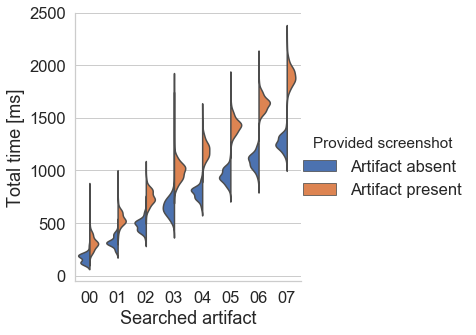 2500
2000
1500
1000
500
0
Total time [ms]
00 01 02 03 04 05 06 07
Searched artifact
Provided screenshot
Artifact absent
Artifact present